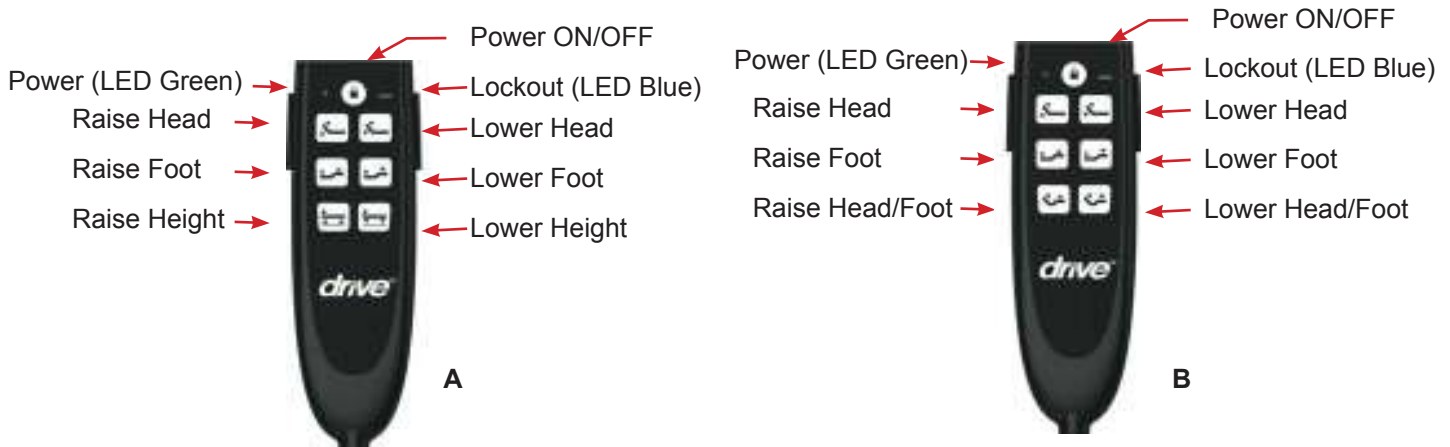 Power ON/OFF
Power (LED Green)
Lockout (LED Blue)
Raise Head
Lower Head
Raise Foot
Lower Foot
Raise Height
Lower Height
drive
A
Power ON/OFF
Power (LED Green)
Lockout (LED Blue)
Raise Head
Lower Head
Raise Foot
Lower Foot
Raise Head/Foot
Lower Head/Foot
drive
B